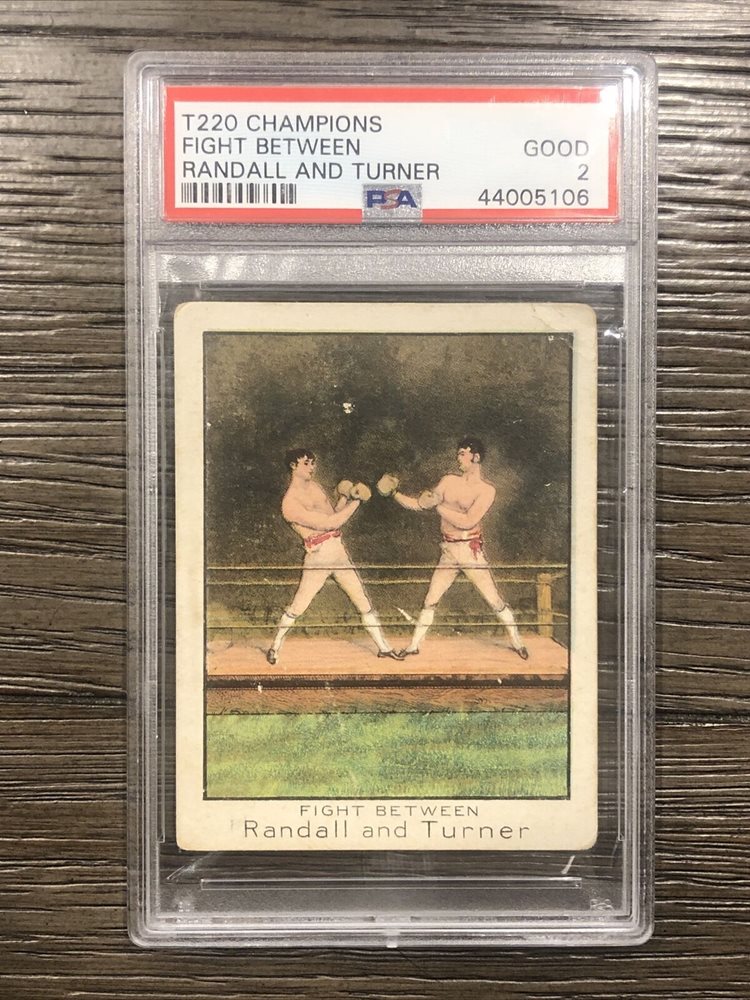 T220 CHAMPIONS
FIGHT BETWEEN
RANDALL AND TURNER
GOOD
2
PSA
44005106
FIGHT BETWEEN
Randall and Turner